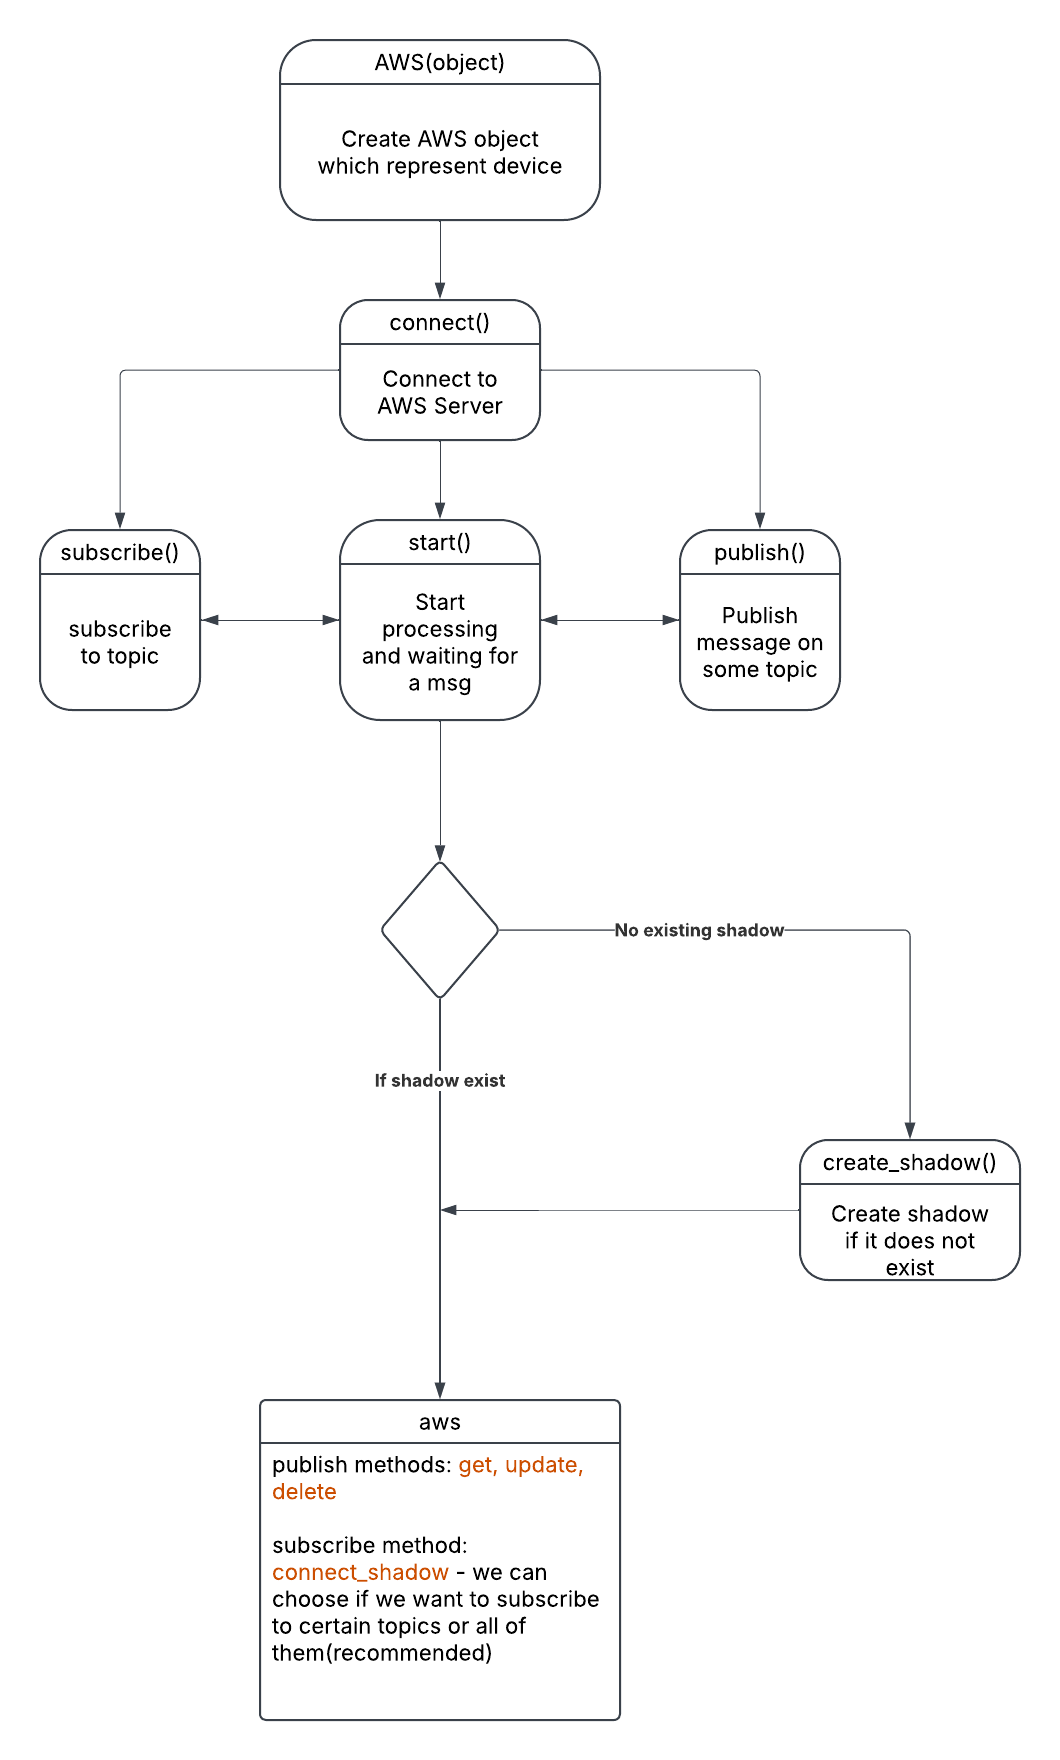 AWS(object)
Create AWS object
which represent device
connect()
Connect to
AWS Server
subscribe()
subscribe
to topic
start()
Start
processing
and waiting for
a msg
publish()
Publish
message on
some topic
No existing shadow
If shadow exist
create_shadow()
Create shadow
if it does not
exist
aws
publish methods: get, update,
delete
subscribe method:
connect_shadow - we can
choose if we want to subscribe
to certain topics or all of
them(recommended)